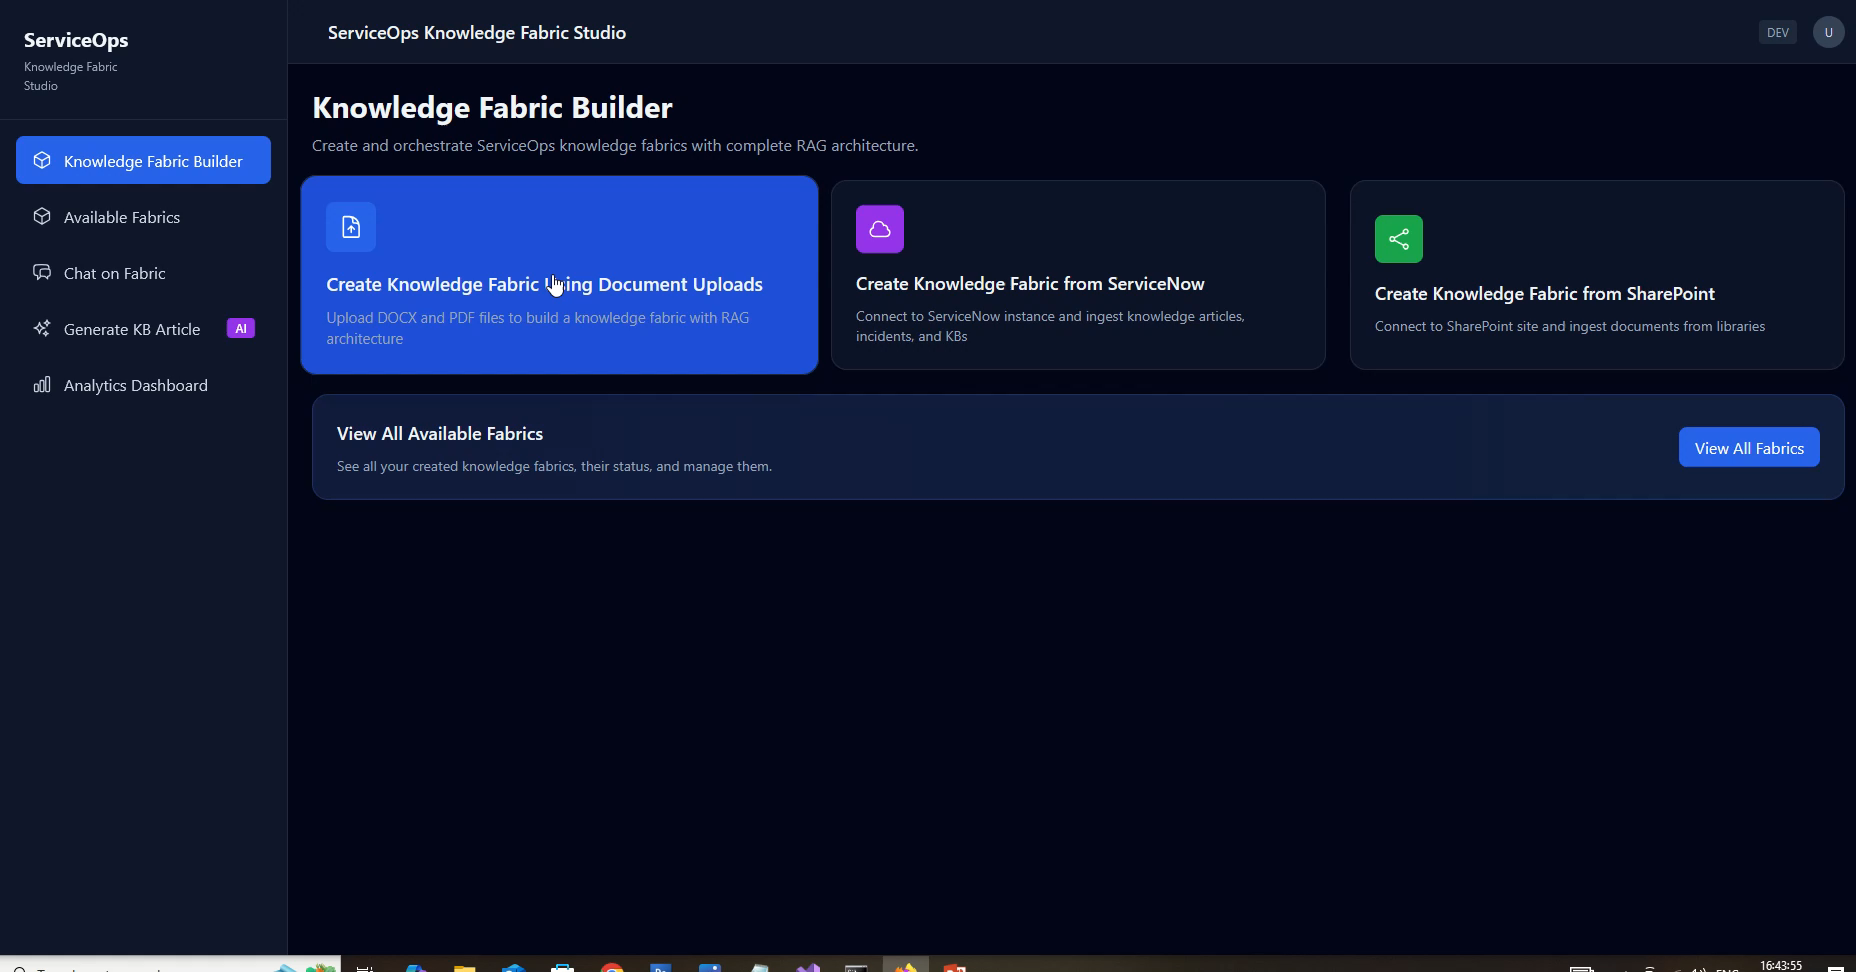 ServiceOps
Knowledge Fabric
Studio
ServiceOps Knowledge Fabric Studio
DEV
U
Knowledge Fabric Builder
Available Fabrics
Chat on Fabric
Generate KB Article
AI
Analytics Dashboard
Knowledge Fabric Builder
Create and orchestrate ServiceOps knowledge fabrics with complete RAG architecture.
Create Knowledge Fabric Using Document Uploads
Upload DOCX and PDF files to build a knowledge fabric with RAG
architecture
Create Knowledge Fabric from ServiceNow
Connect to ServiceNow instance and ingest knowledge articles,
incidents, and KBs
Create Knowledge Fabric from SharePoint
Connect to SharePoint site and ingest documents from libraries
View All Available Fabrics
See all your created knowledge fabrics, their status, and manage them.
View All Fabrics
16:43:55